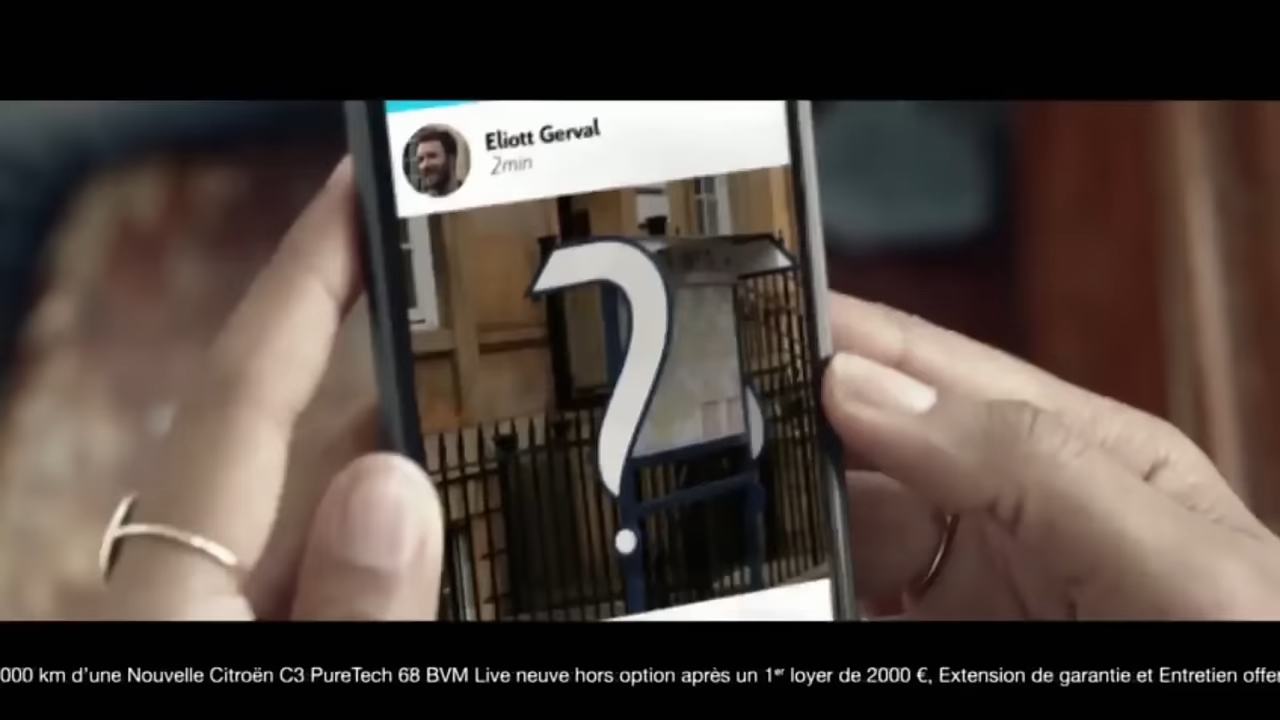 Eliott Gerval
2min
000 km d’une Nouvelle Citroën C3 PureTech 68 BVM Live neuve hors option après un 1er loyer de 2000 €, Extension de garantie et Entretien